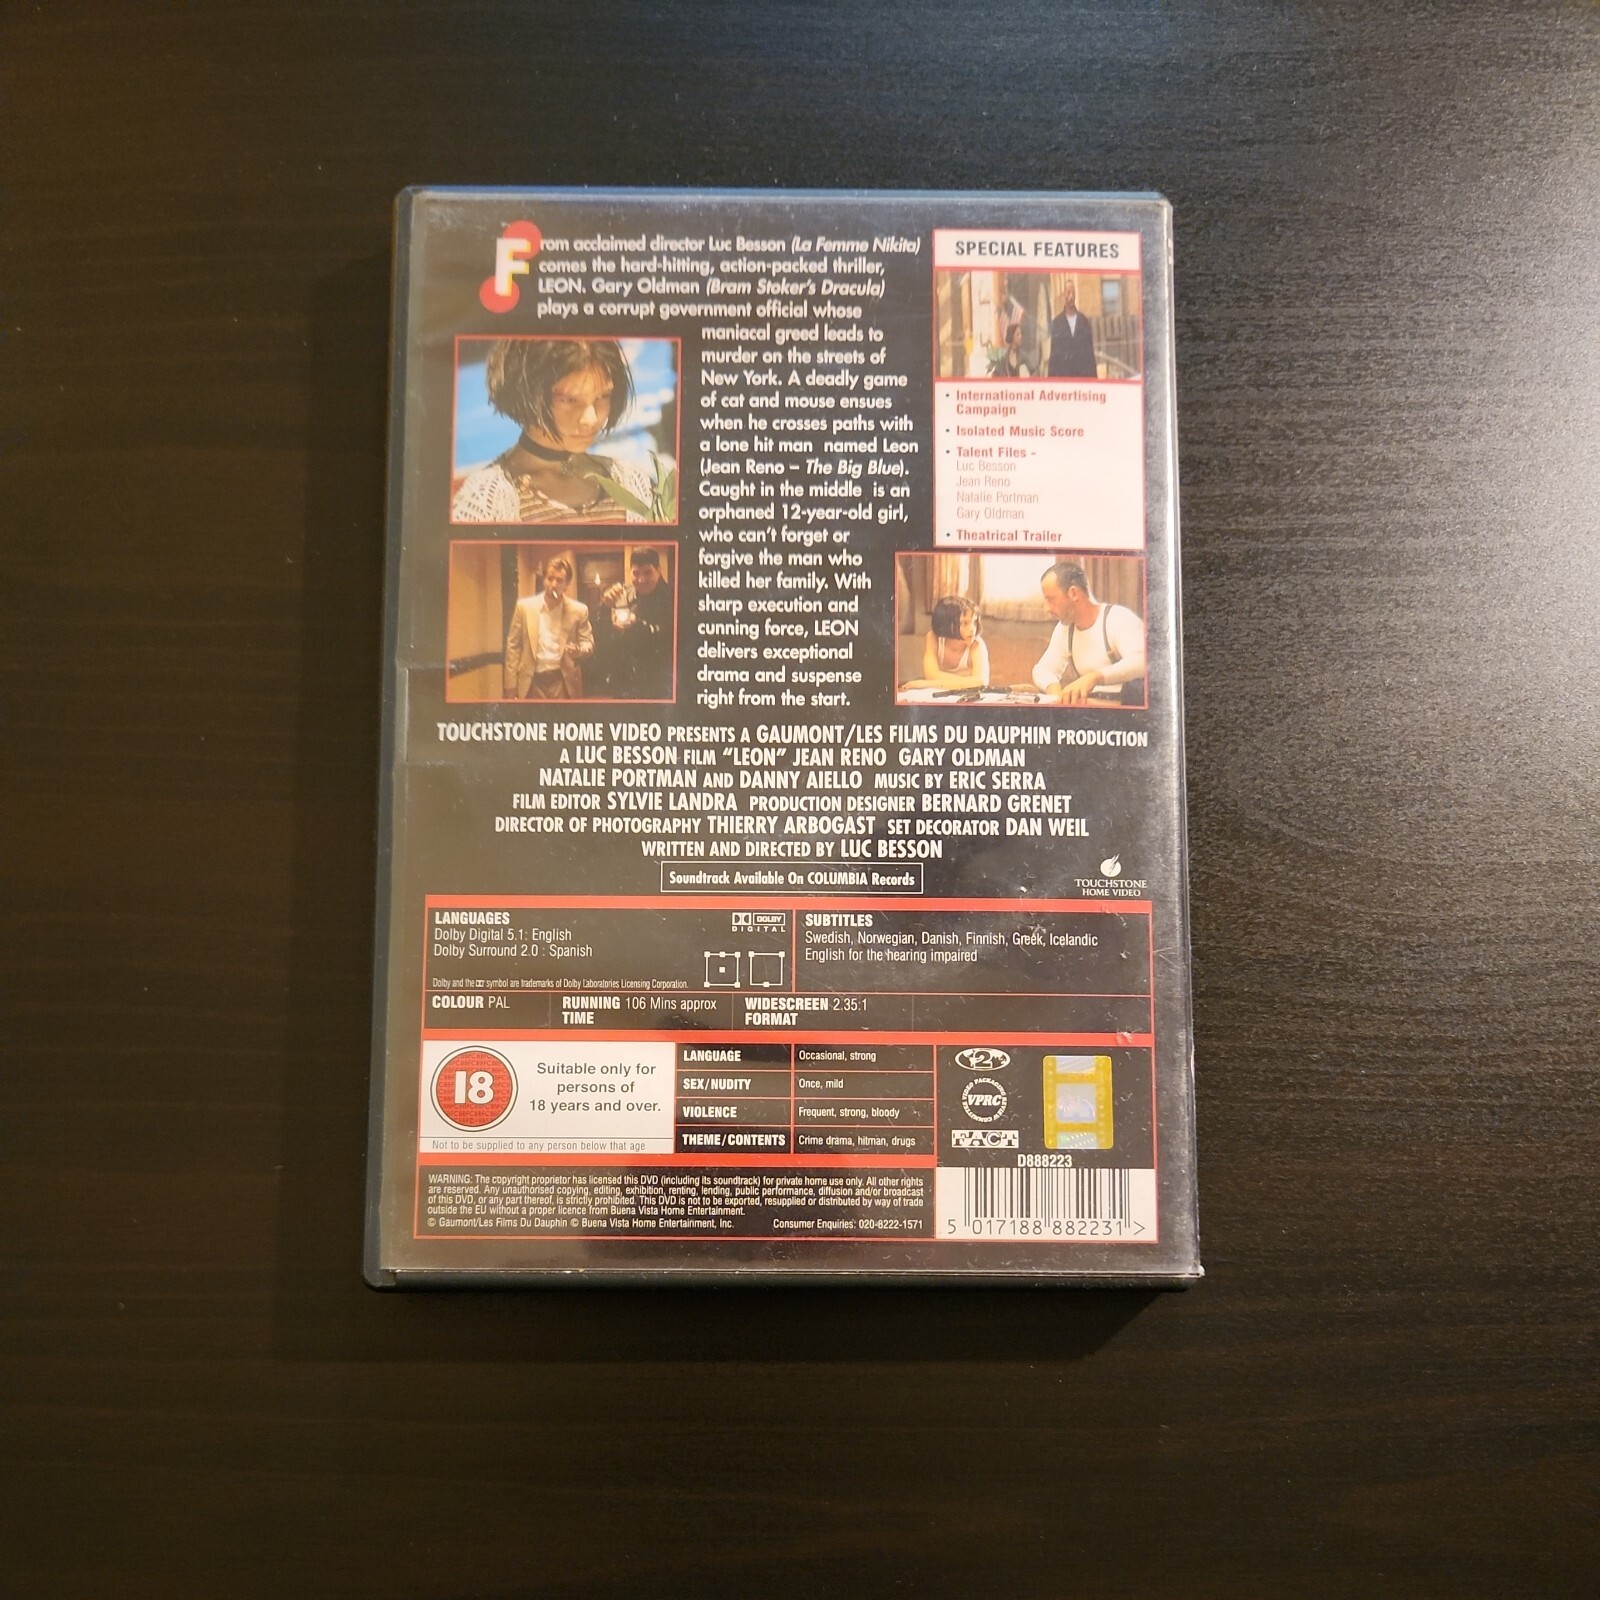 From acclaimed director Luc Besson (La Femme Nikita)
comes the hard-hitting, action-packed thriller,
LEON. Gary Oldman (Bram Stoker's Dracula)
plays a corrupt government official whose
maniacal greed leads to
murder on the streets of
New York. A deadly game
of cat and mouse ensues
when he crosses paths with
a lone hit man named Leon
(Jean Reno – The Big Blue).
Caught in the middle is an
orphaned 12-year-old girl,
who can't forget or
forgive the man who
killed her family. With
sharp execution and
cunning force, LEON
delivers exceptional
drama and suspense
right from the start.
SPECIAL FEATURES
• International Advertising
Campaign
• Isolated Music Score
• Talent Files -
Luc Besson
Jean Reno
Natalie Portman
Gary Oldman
• Theatrical Trailer
TOUCHSTONE HOME VIDEO PRESENTS A GAUMONT/LES FILMS DU DAUPHIN PRODUCTION
A LUC BESSON FILM "LEON" JEAN RENO GARY OLDMAN
NATALIE PORTMAN AND DANNY AIELLO MUSIC BY ERIC SERRA
FILM EDITOR SYLVIE LANDRA PRODUCTION DESIGNER BERNARD GRENET
DIRECTOR OF PHOTOGRAPHY THIERRY ARBOGAST SET DECORATOR DAN WEIL
WRITTEN AND DIRECTED BY LUC BESSON
Soundtrack Available On COLUMBIA Records
TOUCHSTONE
HOME VIDEO
LANGUAGES
Dolby Digital 5.1: English
Dolby Surround 2.0 : Spanish
DOLBY
DIGITAL
Dolby and the symbol are trademarks of Dolby Laboratories Licensing Corporation.
SUBTITLES
Swedish, Norwegian, Danish, Finnish, Greek, Icelandic
English for the hearing impaired
COLOUR PAL
RUNNING 106 Mins approx
TIME
WIDESCREEN 2.35:1
FORMAT
18
Suitable only for
persons of
18 years and over.
Not to be supplied to any person below that age
LANGUAGE Occasional, strong
SEX/NUDITY Once, mild
VIOLENCE Frequent, strong, bloody
THEME/CONTENTS Crime drama, hitman, drugs
2
VIDEO PACKAGING REVIEW COMMITTEE
VPRC
FACT
D888223
WARNING: The copyright proprietor has licensed this DVD (including its soundtrack) for private home use only. All other rights
are reserved. Any unauthorised copying, editing, exhibition, renting, lending, public performance, diffusion and/or broadcast
of this DVD, or any part thereof, is strictly prohibited. This DVD is not to be exported, resupplied or distributed by way of trade
outside the EU without a proper licence from Buena Vista Home Entertainment.
© Gaumont/Les Films Du Dauphin © Buena Vista Home Entertainment, Inc. Consumer Enquiries: 020-8222-1571
5 017188 882231 >